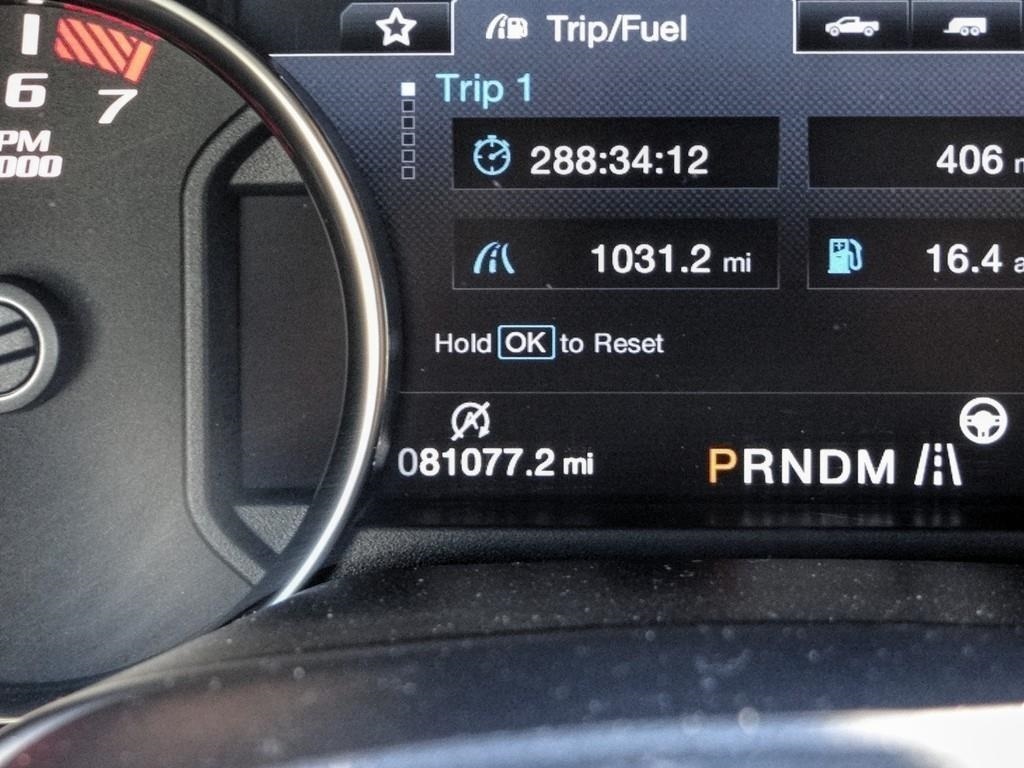 Trip/Fuel
6
7
Trip 1
288:34:12
406
1031.2 mi
16.4
Hold OK to Reset
081077.2 mi
PRNDM